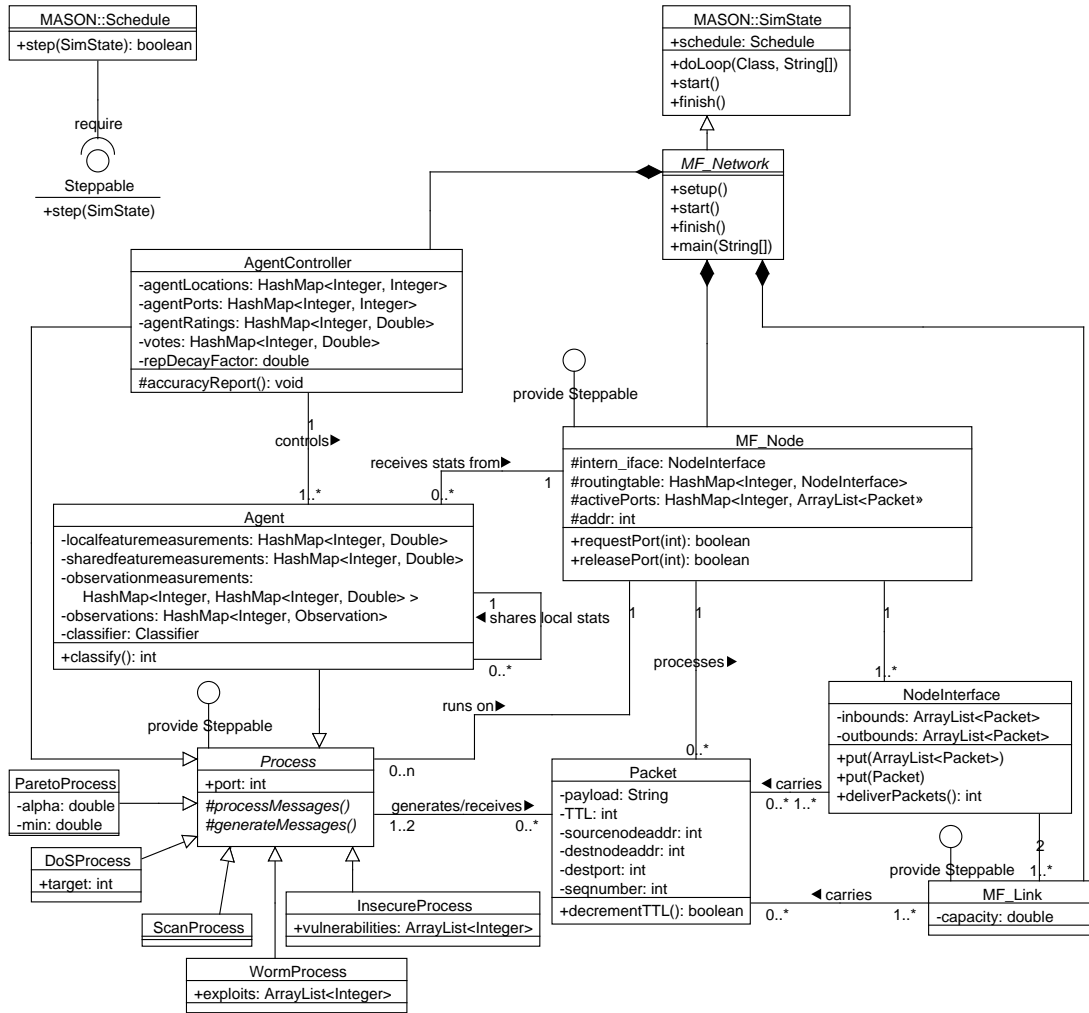 MASON::Schedule
+step(SimState): boolean
require
Steppable
+step(SimState)
MASON::SimState
+schedule: Schedule
+doLoop(Class, String[])
+start()
+finish()
MF_Network
+setup()
+start()
+finish()
+main(String[])
AgentController
-agentLocations: HashMap<Integer, Integer>
-agentPorts: HashMap<Integer, Integer>
-agentRatings: HashMap<Integer, Double>
-votes: HashMap<Integer, Double>
-repDecayFactor: double
#accuracyReport(): void
1
controls▶
1..*
provide Steppable
receives stats from▶
0..*
1
MF_Node
#intern_iface: NodeInterface
#routingtable: HashMap<Integer, NodeInterface>
#activePorts: HashMap<Integer, ArrayList<Packet»
#addr: int
+requestPort(int): boolean
+releasePort(int): boolean
Agent
-localfeaturemeasurements: HashMap<Integer, Double>
-sharedfeaturemeasurements: HashMap<Integer, Double>
-observationmeasurements:
HashMap<Integer, HashMap<Integer, Double> >
-observations: HashMap<Integer, Observation>
-classifier: Classifier
+classify(): int
1
◀ shares local stats
0..*
1
1
1
processes▶
1..*
0..*
runs on▶
0..n
provide Steppable
Process
+port: int
#processMessages()
#generateMessages()
generates/receives▶
1..2
0..*
ParetoProcess
-alpha: double
-min: double
DoSProcess
+target: int
ScanProcess
WormProcess
+exploits: ArrayList<Integer>
InsecureProcess
+vulnerabilities: ArrayList<Integer>
Packet
-payload: String
-TTL: int
-sourcenodeaddr: int
-destnodeaddr: int
-destport: int
-seqnumber: int
+decrementTTL(): boolean
NodeInterface
-inbounds: ArrayList<Packet>
-outbounds: ArrayList<Packet>
+put(ArrayList<Packet>)
+put(Packet)
+deliverPackets(): int
◀ carries
0..* 1..*
2
1..*
provide Steppable
MF_Link
-capacity: double
◀ carries
0..*
1..*